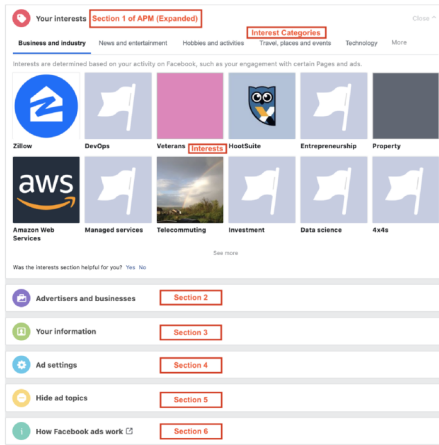 Your interests Section 1 of APM (Expanded) Close
Interest Categories
Business and industry News and entertainment Hobbies and activities Travel, places and events Technology More
Interests are determined based on your activity on Facebook, such as your engagement with certain Pages and ads.
Zillow DevOps Veterans HootSuite Entrepreneurship Property
Interests
aws
Amazon Web Services Managed services Telecommuting Investment Data science 4x4s
See more
Was the interests section helpful for you? Yes No
Advertisers and businesses Section 2
Your information Section 3
Ad settings Section 4
Hide ad topics Section 5
How Facebook ads work Section 6